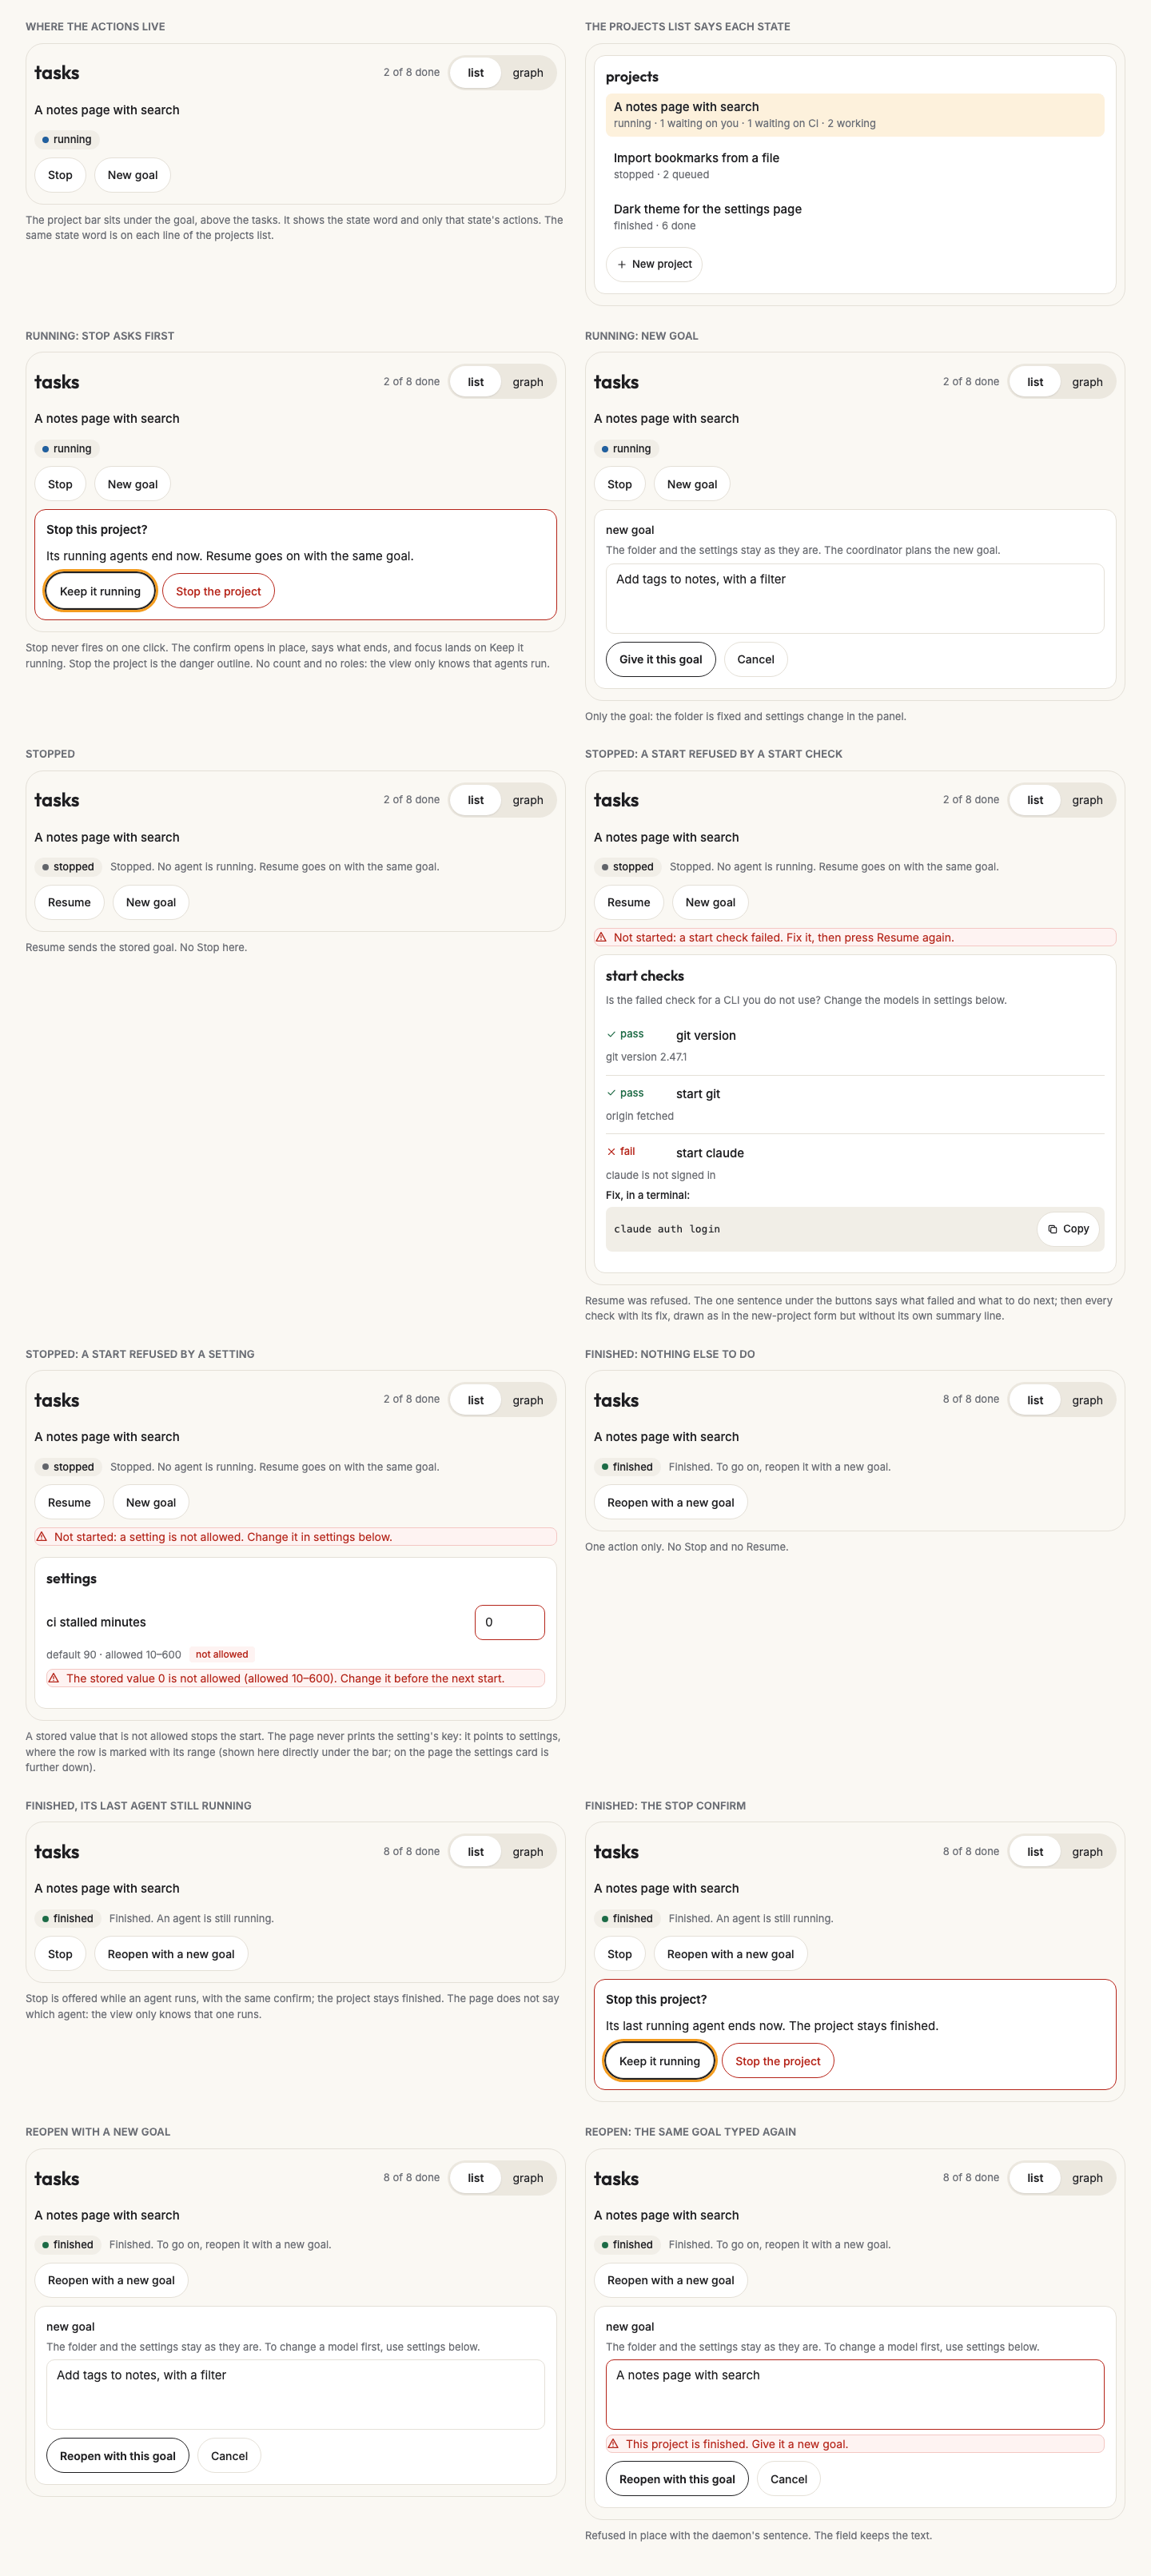 WHERE THE ACTIONS LIVE
tasks
2 of 8 done
list
graph
A notes page with search
running
Stop
New goal
The project bar sits under the goal, above the tasks. It shows the state word and only that state's actions. The
same state word is on each line of the projects list.
THE PROJECTS LIST SAYS EACH STATE
projects
A notes page with search
running · 1 waiting on you · 1 waiting on CI · 2 working
Import bookmarks from a file
stopped · 2 queued
Dark theme for the settings page
finished · 6 done
+ New project
RUNNING: STOP ASKS FIRST
tasks
2 of 8 done
list
graph
A notes page with search
running
Stop
New goal
Stop this project?
Its running agents end now. Resume goes on with the same goal.
Keep it running
Stop the project
Stop never fires on one click. The confirm opens in place, says what ends, and focus lands on Keep it
running. Stop the project is the danger outline. No count and no roles: the view only knows that agents run.
RUNNING: NEW GOAL
tasks
2 of 8 done
list
graph
A notes page with search
running
Stop
New goal
new goal
The folder and the settings stay as they are. The coordinator plans the new goal.
Add tags to notes, with a filter
Give it this goal
Cancel
Only the goal: the folder is fixed and settings change in the panel.
STOPPED
tasks
2 of 8 done
list
graph
A notes page with search
stopped
Stopped. No agent is running. Resume goes on with the same goal.
Resume
New goal
Resume sends the stored goal. No Stop here.
STOPPED: A START REFUSED BY A START CHECK
tasks
2 of 8 done
list
graph
A notes page with search
stopped
Stopped. No agent is running. Resume goes on with the same goal.
Resume
New goal
Not started: a start check failed. Fix it, then press Resume again.
start checks
Is the failed check for a CLI you do not use? Change the models in settings below.
pass
git version
git version 2.47.1
pass
start git
origin fetched
fail
start claude
claude is not signed in
Fix, in a terminal:
claude auth login
Copy
Resume was refused. The one sentence under the buttons says what failed and what to do next; then every
check with its fix, drawn as in the new-project form but without its own summary line.
STOPPED: A START REFUSED BY A SETTING
tasks
2 of 8 done
list
graph
A notes page with search
stopped
Stopped. No agent is running. Resume goes on with the same goal.
Resume
New goal
Not started: a setting is not allowed. Change it in settings below.
settings
ci stalled minutes
0
default 90 · allowed 10–600
not allowed
The stored value 0 is not allowed (allowed 10–600). Change it before the next start.
A stored value that is not allowed stops the start. The page never prints the setting's key: it points to settings,
where the row is marked with its range (shown here directly under the bar; on the page the settings card is
further down).
FINISHED: NOTHING ELSE TO DO
tasks
8 of 8 done
list
graph
A notes page with search
finished
Finished. To go on, reopen it with a new goal.
Reopen with a new goal
One action only. No Stop and no Resume.
FINISHED, ITS LAST AGENT STILL RUNNING
tasks
8 of 8 done
list
graph
A notes page with search
finished
Finished. An agent is still running.
Stop
Reopen with a new goal
Stop is offered while an agent runs, with the same confirm; the project stays finished. The page does not say
which agent: the view only knows that one runs.
FINISHED: THE STOP CONFIRM
tasks
8 of 8 done
list
graph
A notes page with search
finished
Finished. An agent is still running.
Stop
Reopen with a new goal
Stop this project?
Its last running agent ends now. The project stays finished.
Keep it running
Stop the project
REOPEN WITH A NEW GOAL
tasks
8 of 8 done
list
graph
A notes page with search
finished
Finished. To go on, reopen it with a new goal.
Reopen with a new goal
new goal
The folder and the settings stay as they are. To change a model first, use settings below.
Add tags to notes, with a filter
Reopen with this goal
Cancel
REOPEN: THE SAME GOAL TYPED AGAIN
tasks
8 of 8 done
list
graph
A notes page with search
finished
Finished. To go on, reopen it with a new goal.
Reopen with a new goal
new goal
The folder and the settings stay as they are. To change a model first, use settings below.
A notes page with search
This project is finished. Give it a new goal.
Reopen with this goal
Cancel
Refused in place with the daemon's sentence. The field keeps the text.